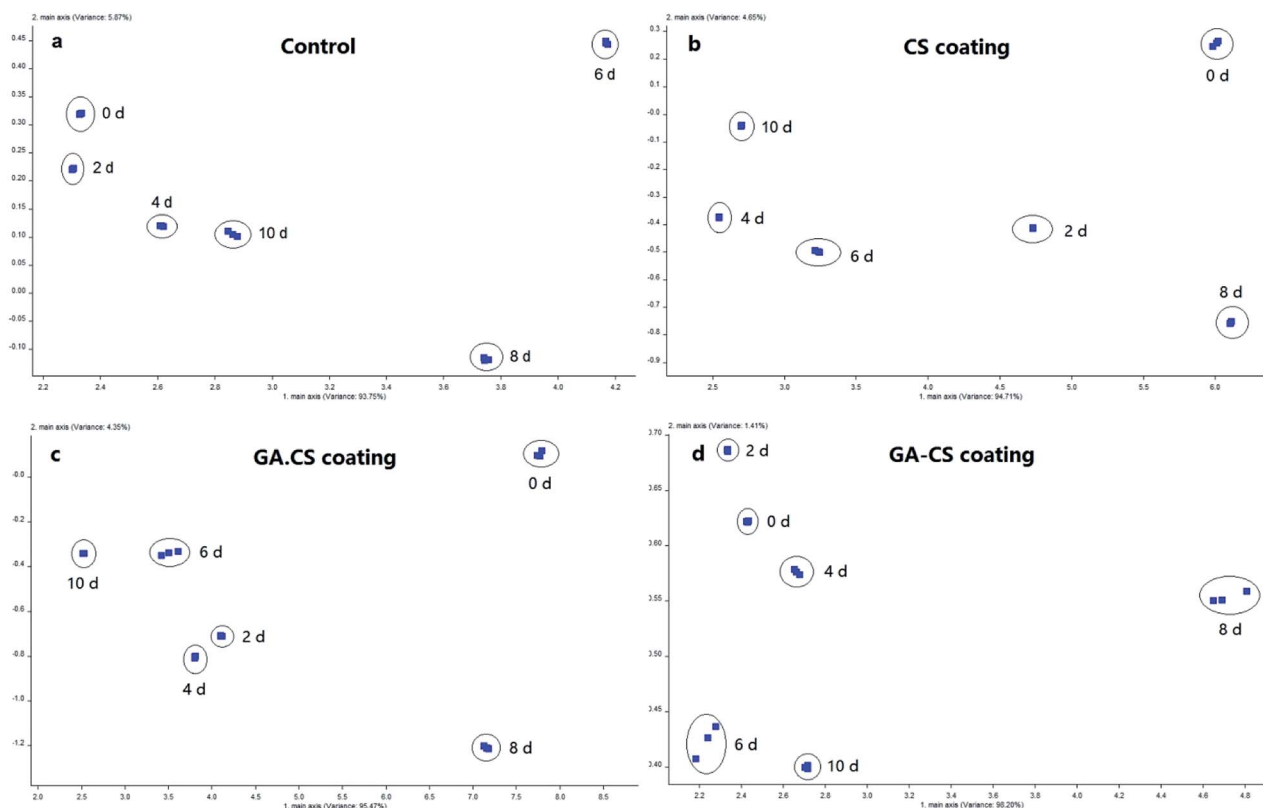 2. main axis (Variance: 5.87%)
a
Control
0.45
0.40
0.35
0.30
0.25
0.20
0.15
0.10
0.05
0.00
-0.05
-0.10
6 d
0 d
2 d
4 d
10 d
8 d
2.2 2.4 2.6 2.8 3.0 3.2 3.4 3.6 3.8 4.0 4.2
1. main axis (Variance: 93.75%)
2. main axis (Variance: 4.65%)
b
CS coating
0.3
0.2
0.1
-0.0
-0.1
-0.2
-0.3
-0.4
-0.5
-0.6
-0.7
-0.8
-0.9
0 d
10 d
4 d
2 d
6 d
8 d
2.5 3.0 3.5 4.0 4.5 5.0 5.5 6.0
1. main axis (Variance: 94.71%)
2. main axis (Variance: 4.35%)
c
GA.CS coating
-0.0
-0.2
-0.4
-0.6
-0.8
-1.0
-1.2
0 d
6 d
10 d
2 d
4 d
8 d
2.0 2.5 3.0 3.5 4.0 4.5 5.0 5.5 6.0 6.5 7.0 7.5 8.0 8.5
1. main axis (Variance: 95.47%)
2. main axis (Variance: 1.41%)
d
GA-CS coating
0.70
0.65
0.60
0.55
0.50
0.45
0.40
2 d
0 d
4 d
8 d
6 d
10 d
2.2 2.4 2.6 2.8 3.0 3.2 3.4 3.6 3.8 4.0 4.2 4.4 4.6 4.8
1. main axis (Variance: 98.20%)